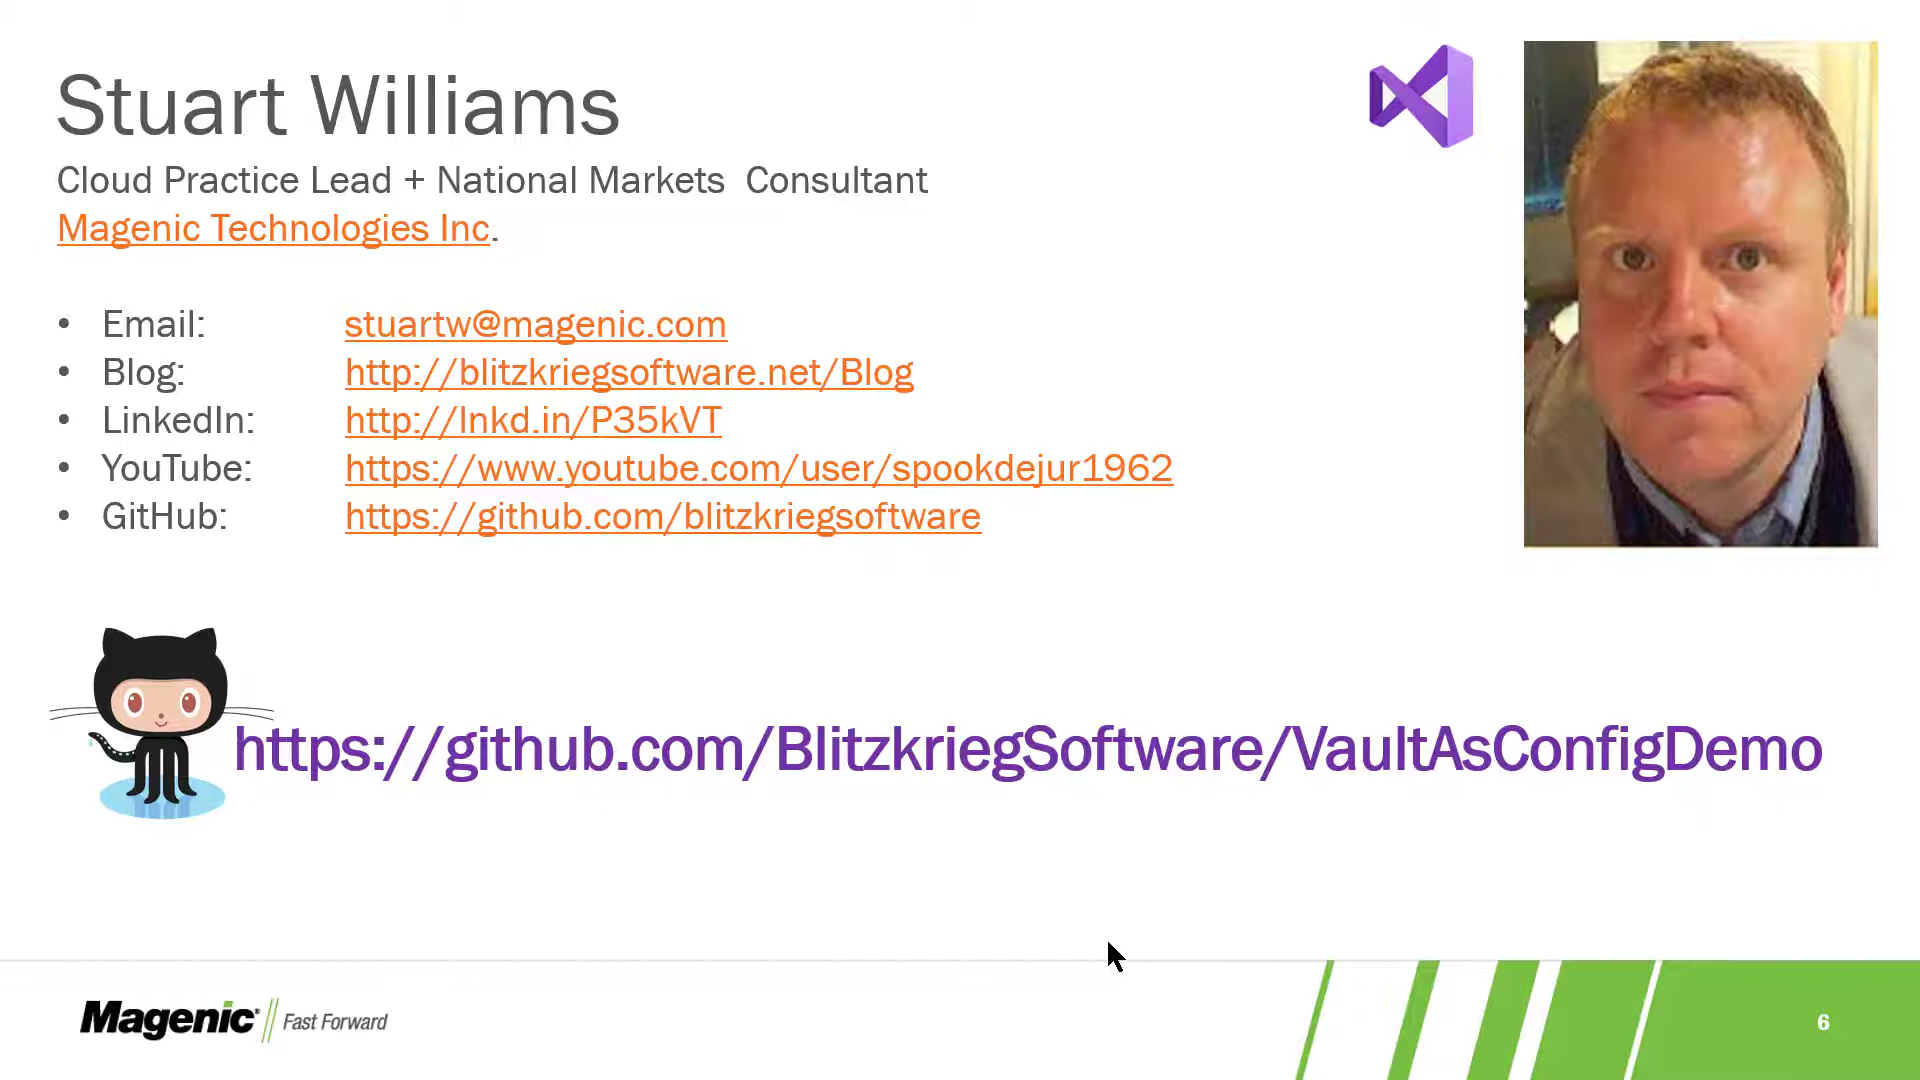 Stuart Williams
Cloud Practice Lead + National Markets  Consultant
Magenic Technologies Inc.
• Email: stuartw@magenic.com
• Blog: http://blitzkriegsoftware.net/Blog
• LinkedIn: http://lnkd.in/P35kVT
• YouTube: https://www.youtube.com/user/spookdejur1962
• GitHub: https://github.com/blitzkriegsoftware
https://github.com/BlitzkriegSoftware/VaultAsConfigDemo
Magenic® Fast Forward
6